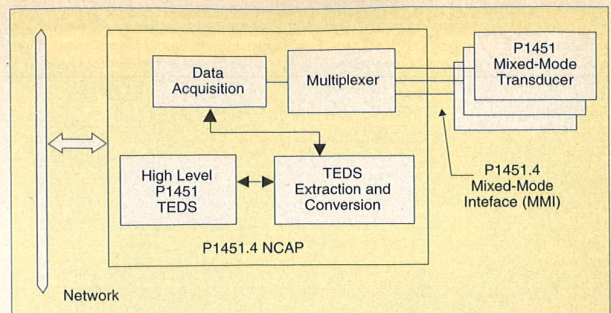 P1451
Mixed-Mode
Transducer
Data
Acquisition
Multiplexer
High Level
P1451
TEDS
TEDS
Extraction and
Conversion
P1451.4
Mixed-Mode
Inteface (MMI)
P1451.4 NCAP
Network